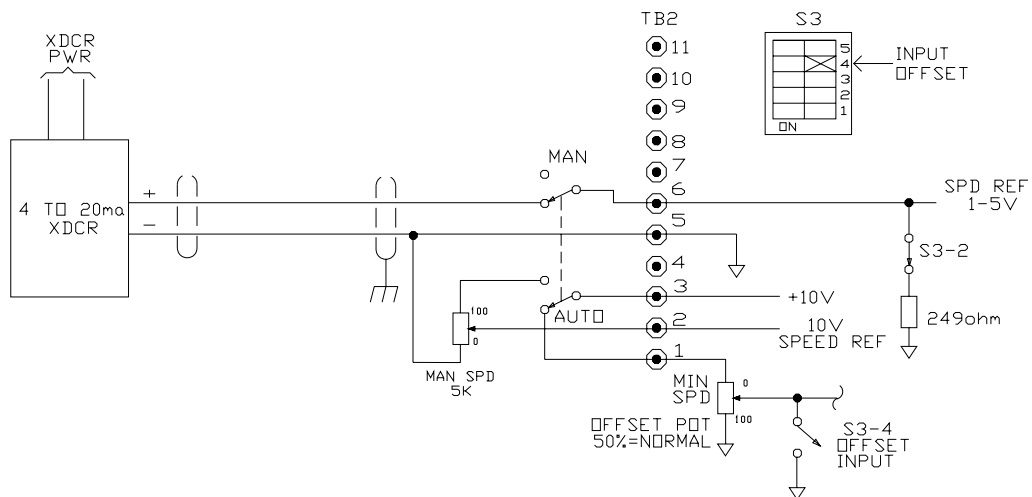 XDCR
PWR
4 TO 20ma
XDCR
+
−
MAN
AUTO
100
0
MAN SPD
5K
TB2
11
10
9
8
7
6
5
4
3
2
1
S3
5
4
3
2
1
ON
INPUT
OFFSET
SPD REF
1-5V
S3-2
249ohm
+10V
10V
SPEED REF
MIN
SPD
0
100
OFFSET POT
50%=NORMAL
S3-4
OFFSET
INPUT